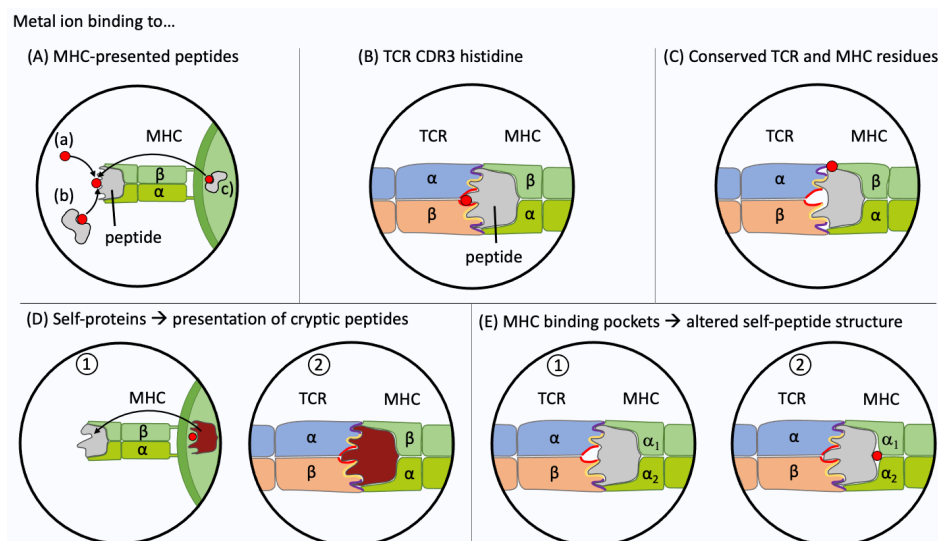 Metal ion binding to...
(A) MHC-presented peptides
(B) TCR CDR3 histidine
(C) Conserved TCR and MHC residues
(a)
MHC
(b)
β
α
c)
peptide
TCR
MHC
α
β
β
α
peptide
TCR
MHC
α
β
β
α
(D) Self-proteins → presentation of cryptic peptides
(E) MHC binding pockets → altered self-peptide structure
1
MHC
β
α
2
TCR
MHC
α
β
β
α
1
TCR
MHC
α
α1
β
α2
2
TCR
MHC
α
α1
β
α2